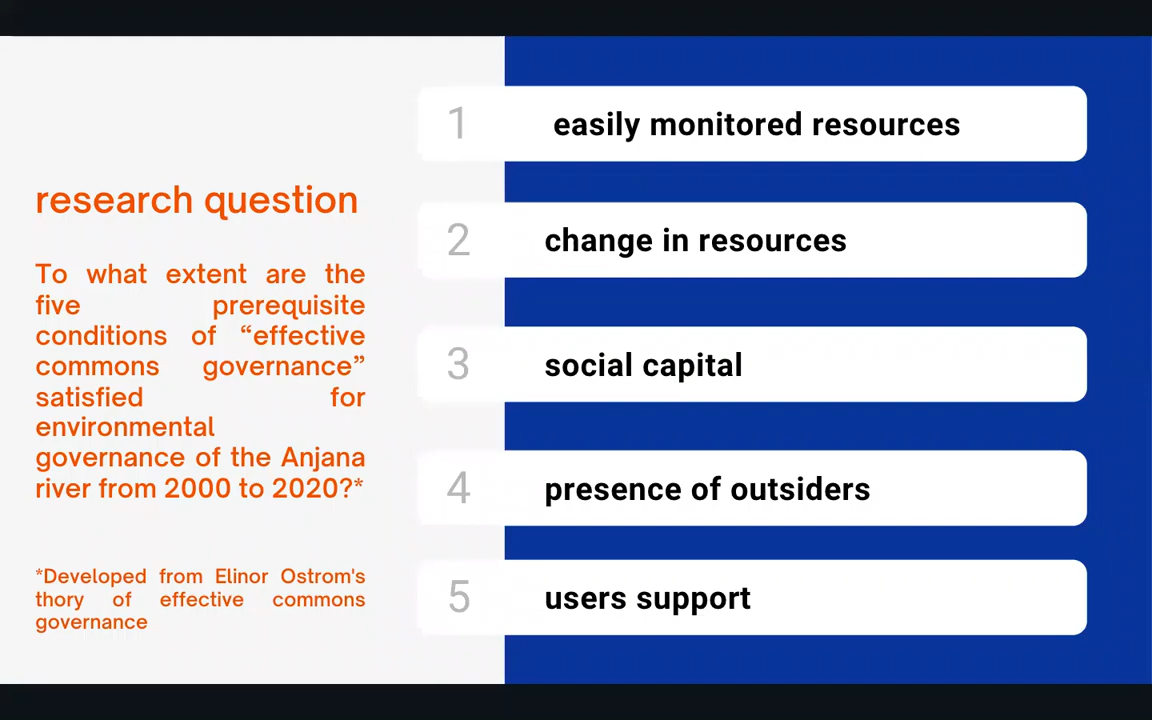 research question
To what extent are the
five prerequisite
conditions of “effective
commons governance”
satisfied for
environmental
governance of the Anjana
river from 2000 to 2020?*
*Developed from Elinor Ostrom's
thory of effective commons
governance
1 easily monitored resources
2 change in resources
3 social capital
4 presence of outsiders
5 users support